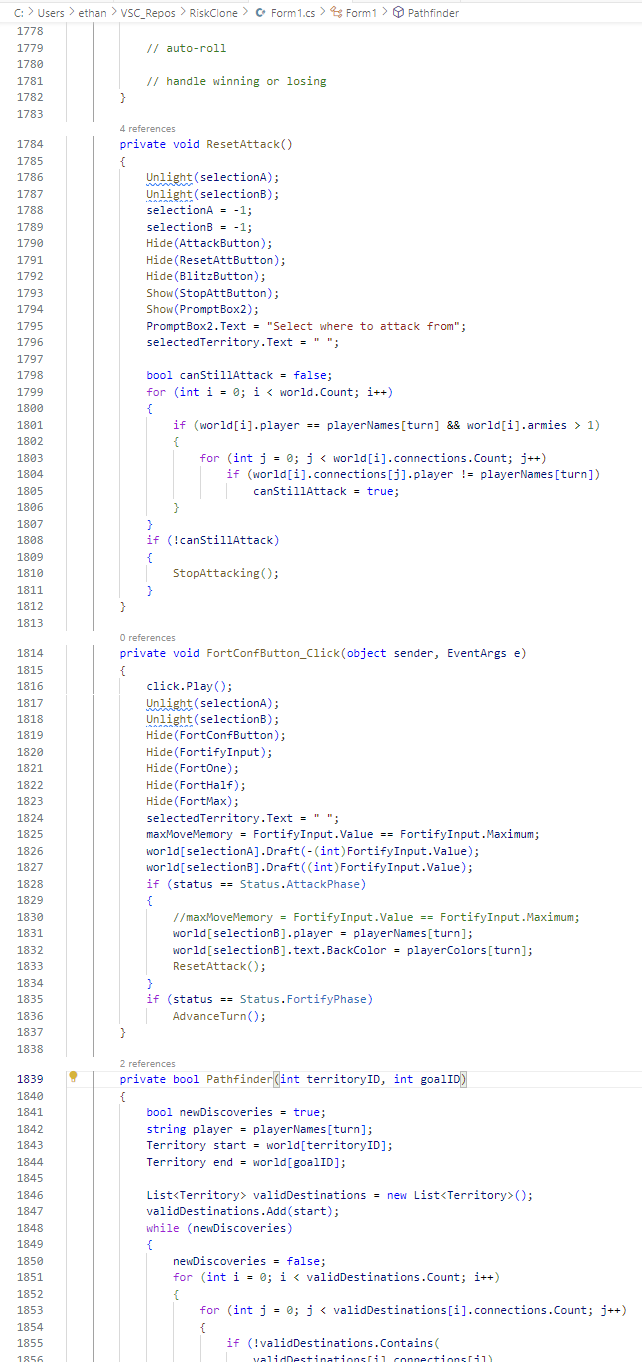 C: > Users > ethan > VSC_Repos > RiskClone > Form1.cs > Form1 > Pathfinder
1778
1779 // auto-roll
1780
1781 // handle winning or losing
1782 }
1783
4 references
1784 private void ResetAttack()
1785 {
1786 Unlight(selectionA);
1787 Unlight(selectionB);
1788 selectionA = -1;
1789 selectionB = -1;
1790 Hide(AttackButton);
1791 Hide(ResetAttButton);
1792 Hide(BlitzButton);
1793 Show(StopAttButton);
1794 Show(PromptBox2);
1795 PromptBox2.Text = "Select where to attack from";
1796 selectedTerritory.Text = " ";
1797
1798 bool canStillAttack = false;
1799 for (int i = 0; i < world.Count; i++)
1800 {
1801 if (world[i].player == playerNames[turn] && world[i].armies > 1)
1802 {
1803 for (int j = 0; j < world[i].connections.Count; j++)
1804 if (world[i].connections[j].player != playerNames[turn])
1805 canStillAttack = true;
1806 }
1807 }
1808 if (!canStillAttack)
1809 {
1810 StopAttacking();
1811 }
1812 }
1813
0 references
1814 private void FortConfButton_Click(object sender, EventArgs e)
1815 {
1816 click.Play();
1817 Unlight(selectionA);
1818 Unlight(selectionB);
1819 Hide(FortConfButton);
1820 Hide(FortifyInput);
1821 Hide(FortOne);
1822 Hide(FortHalf);
1823 Hide(FortMax);
1824 selectedTerritory.Text = " ";
1825 maxMoveMemory = FortifyInput.Value == FortifyInput.Maximum;
1826 world[selectionA].Draft(-(int)FortifyInput.Value);
1827 world[selectionB].Draft((int)FortifyInput.Value);
1828 if (status == Status.AttackPhase)
1829 {
1830 //maxMoveMemory = FortifyInput.Value == FortifyInput.Maximum;
1831 world[selectionB].player = playerNames[turn];
1832 world[selectionB].text.BackColor = playerColors[turn];
1833 ResetAttack();
1834 }
1835 if (status == Status.FortifyPhase)
1836 AdvanceTurn();
1837 }
1838
2 references
1839 private bool Pathfinder(int territoryID, int goalID)
1840 {
1841 bool newDiscoveries = true;
1842 string player = playerNames[turn];
1843 Territory start = world[territoryID];
1844 Territory end = world[goalID];
1845
1846 List<Territory> validDestinations = new List<Territory>();
1847 validDestinations.Add(start);
1848 while (newDiscoveries)
1849 {
1850 newDiscoveries = false;
1851 for (int i = 0; i < validDestinations.Count; i++)
1852 {
1853 for (int j = 0; j < validDestinations[i].connections.Count; j++)
1854 {
1855 if (!validDestinations.Contains(
1856 validDestinations[i].connections[j])